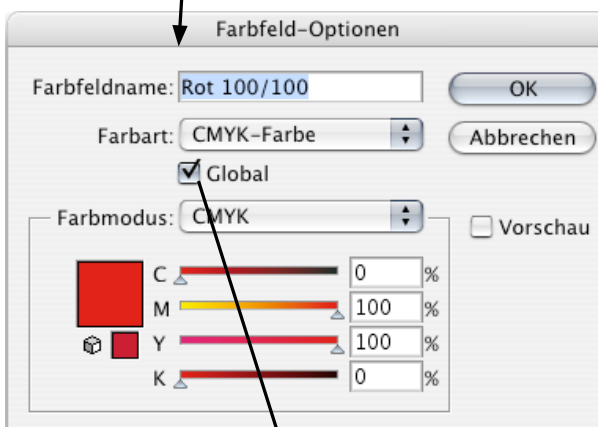 Farbfeld-Optionen
Farbfeldname: Rot 100/100 OK
Farbart: CMYK-Farbe Abbrechen
Global
Farbmodus: CMYK Vorschau
C 0 %
M 100 %
Y 100 %
K 0 %